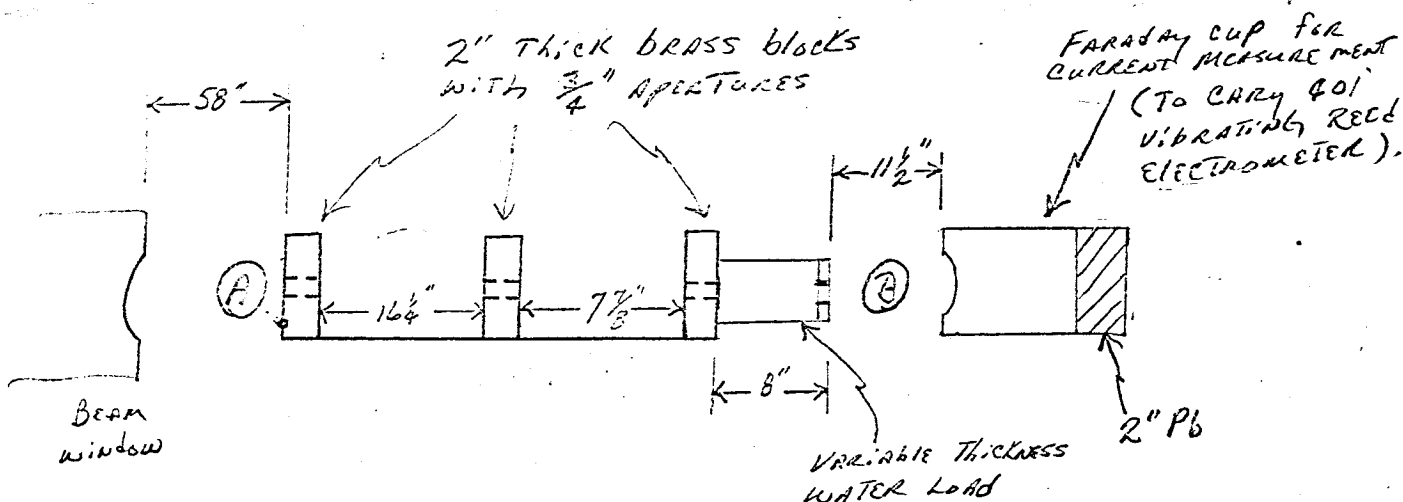 2" Thick brass blocks
with 3/4" apertures
Faraday cup for
current measurement
(To Cary 401
vibrating reed
electrometer).
58"
11 1/2"
A
16 1/4"
7 7/8"
B
8"
Beam
window
2" Pb
Variable Thickness
Water Load